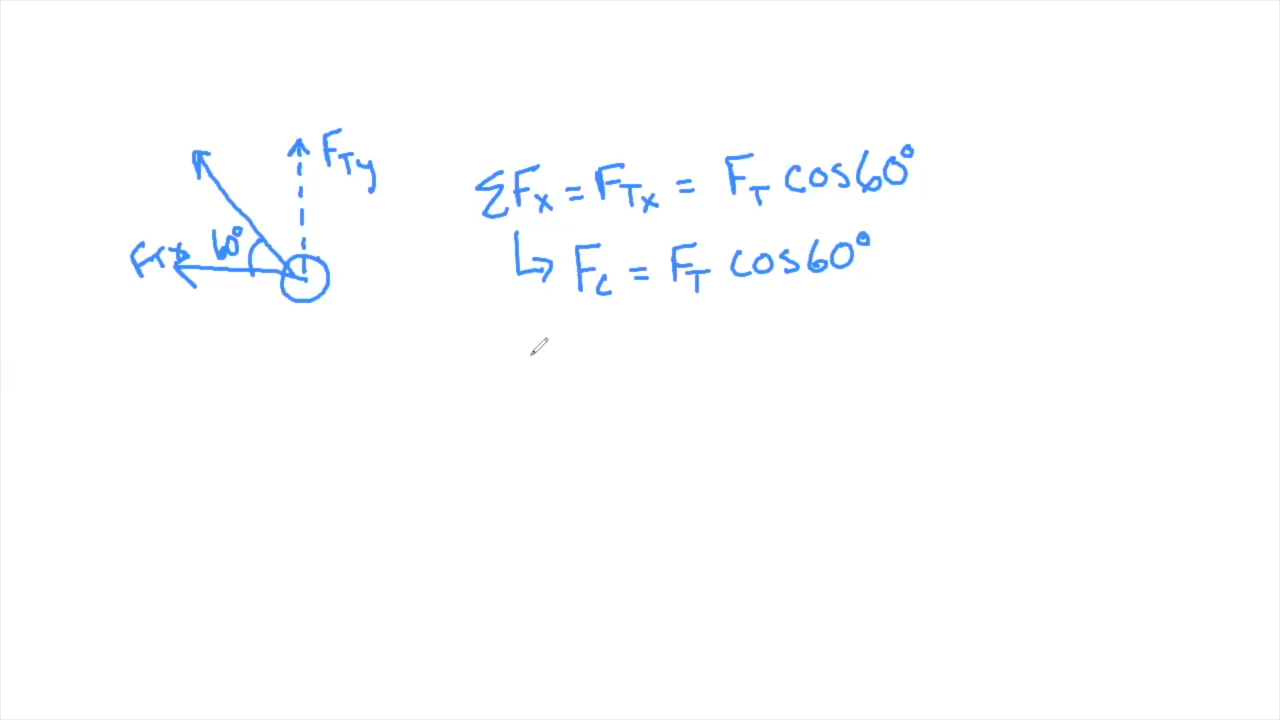 F_Ty
F_Tx 60°
ΣF_x = F_Tx = F_T cos60°
↳ F_c = F_T cos60°